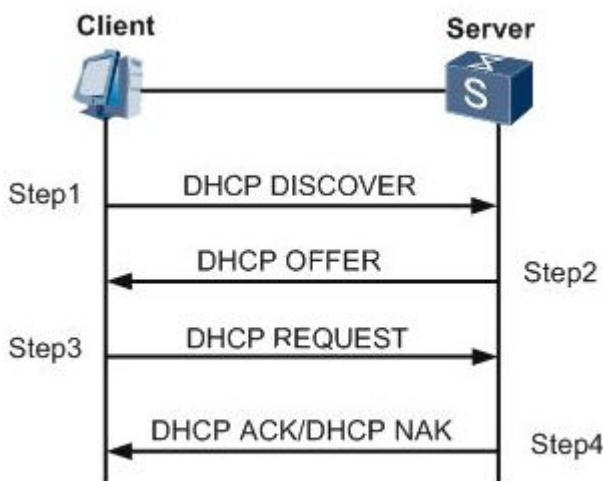 Client
Server
S
Step1
DHCP DISCOVER
DHCP OFFER
Step2
Step3
DHCP REQUEST
DHCP ACK/DHCP NAK
Step4